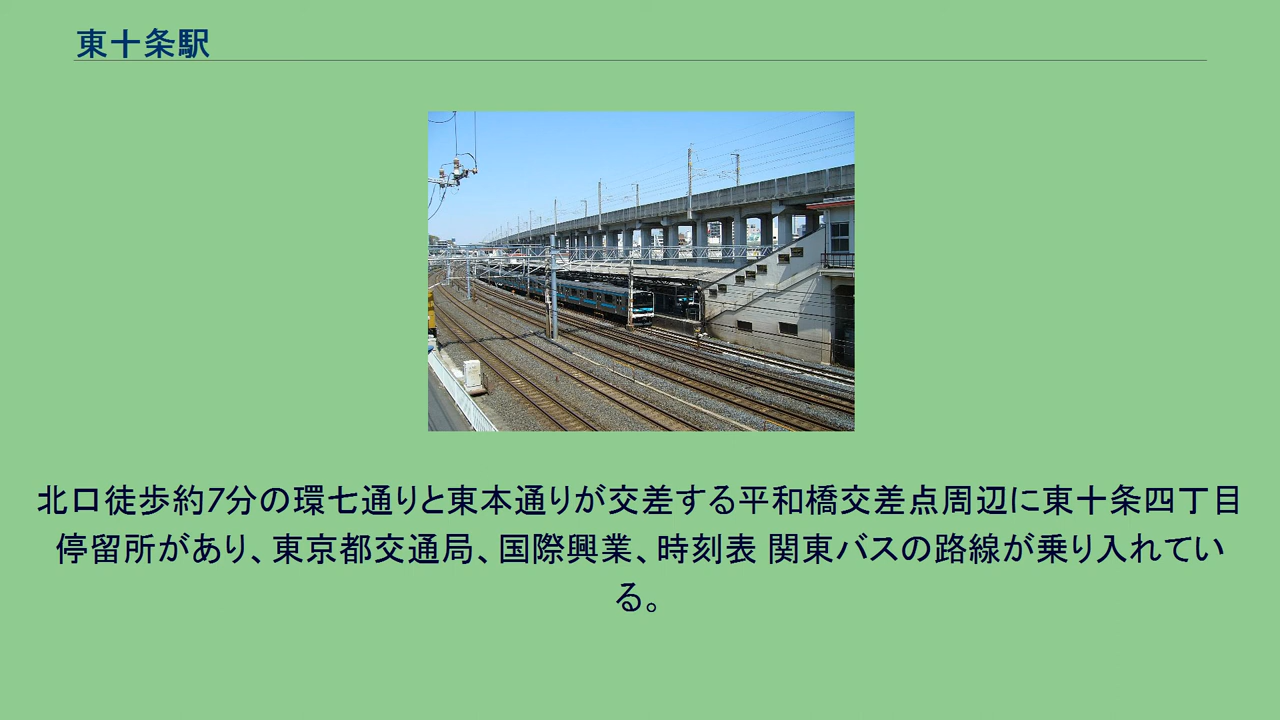 東十条駅
北口徒歩約7分の環七通りと東本通りが交差する平和橋交差点周辺に東十条四丁目
停留所があり、東京都交通局、国際興業、時刻表 関東バスの路線が乗り入れてい
る。